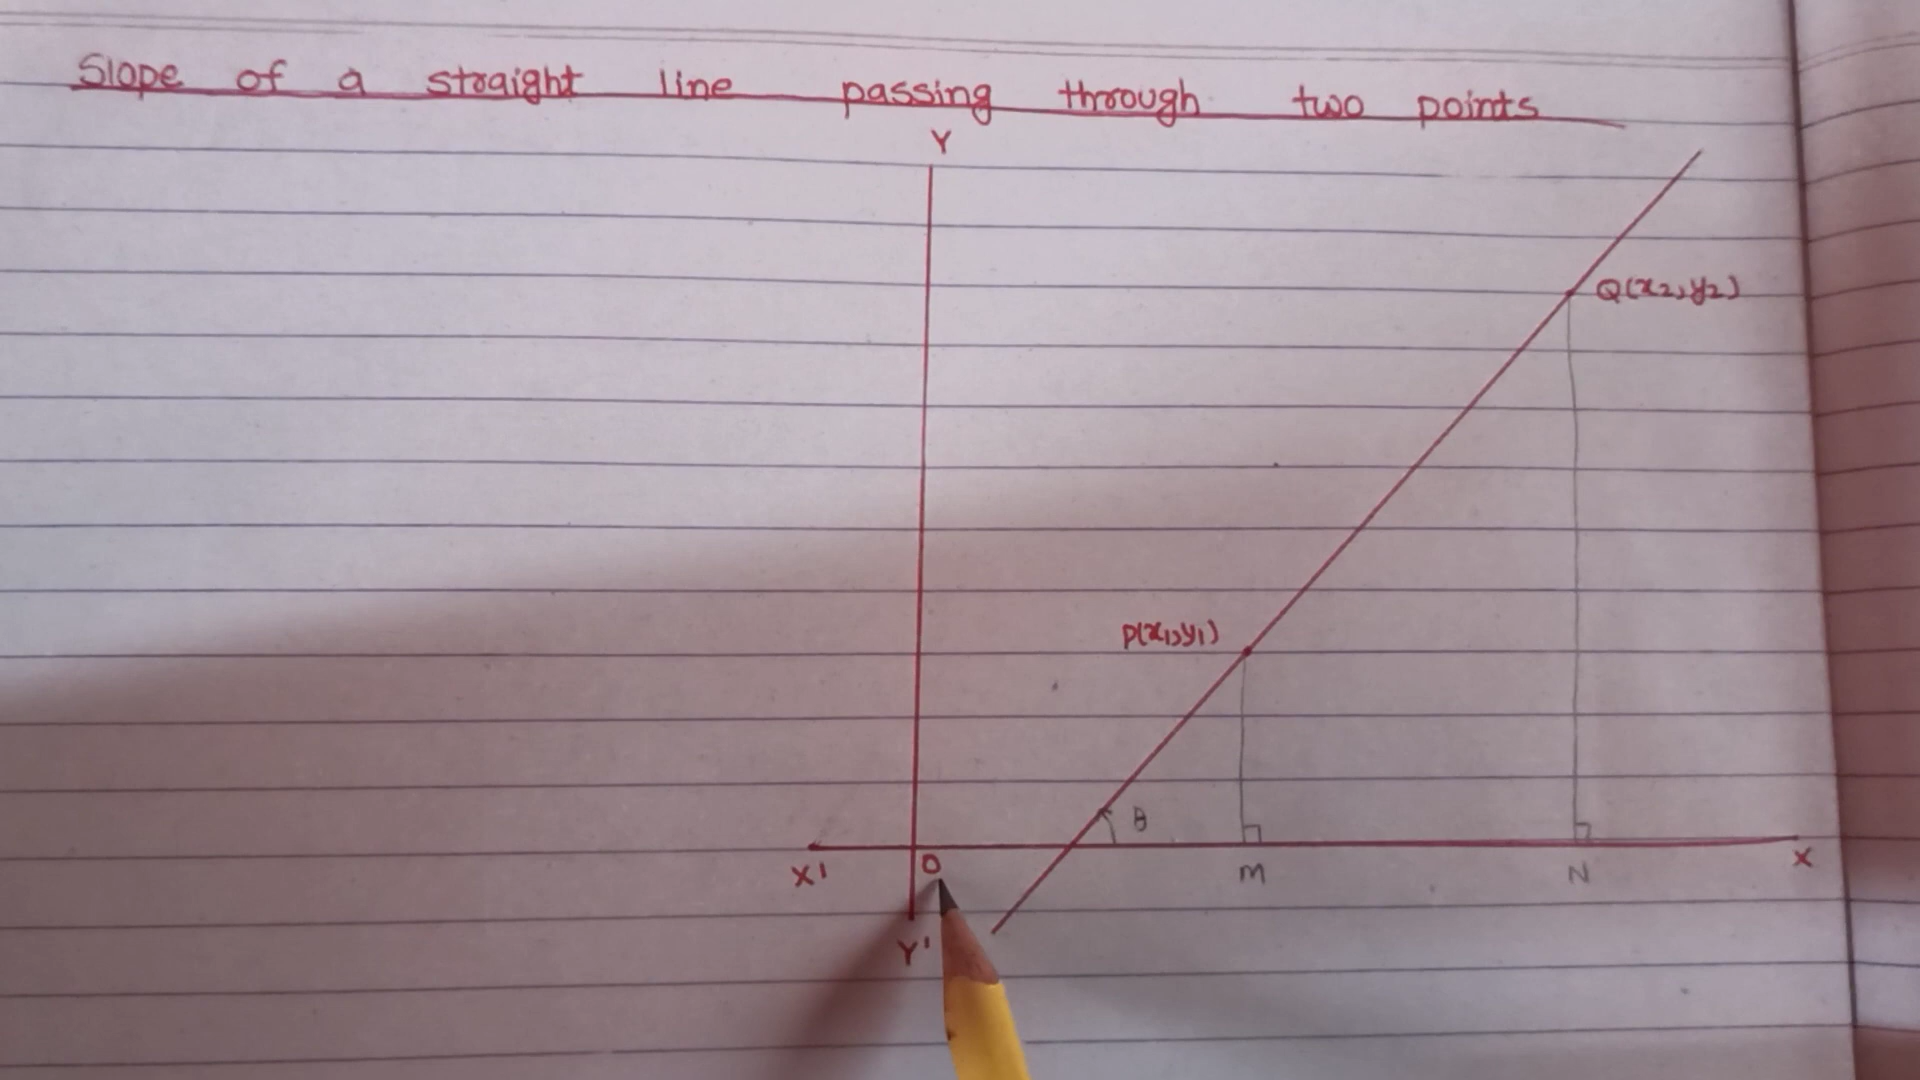 Slope of a straight line passing through two points
Y
Q(x2,y2)
P(x1,y1)
θ
X' O M N X
Y'